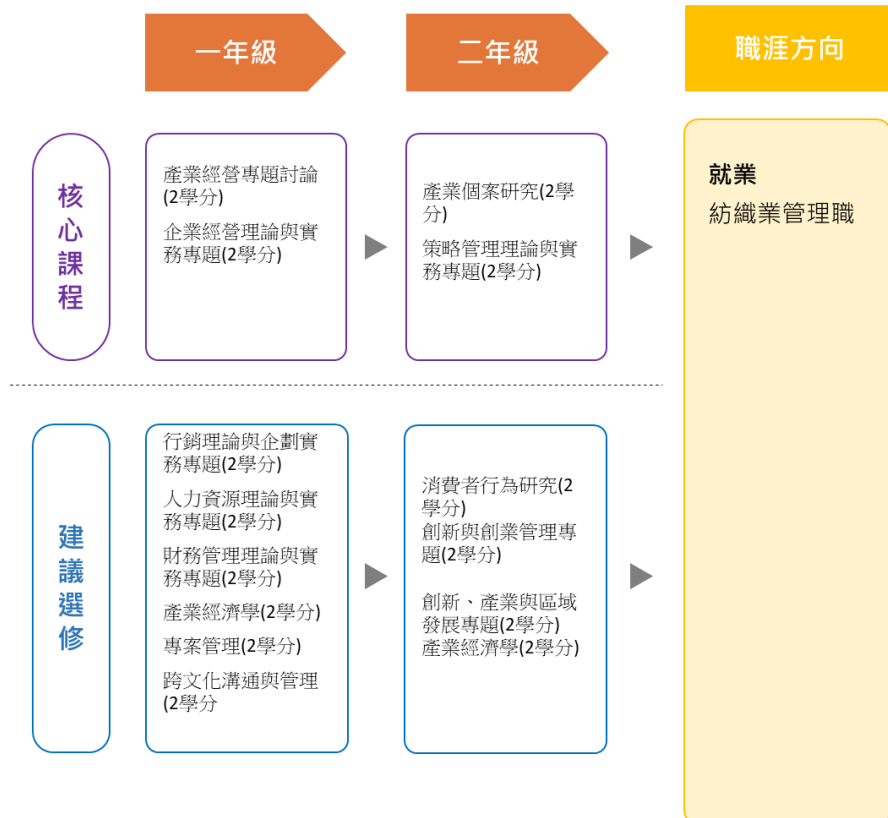 一年級
二年級
職涯方向
核心課程
產業經營專題討論
(2學分)
企業經營理論與實
務專題(2學分)
產業個案研究(2學
分)
策略管理理論與實
務專題(2學分)
就業
紡織業管理職
建議選修
行銷理論與企劃實
務專題(2學分)
人力資源理論與實
務專題(2學分)
財務管理理論與實
務專題(2學分)
產業經濟學(2學分)
專案管理(2學分)
跨文化溝通與管理
(2學分
消費者行為研究(2
學分)
創新與創業管理專
題(2學分)
創新、產業與區域
發展專題(2學分)
產業經濟學(2學分)